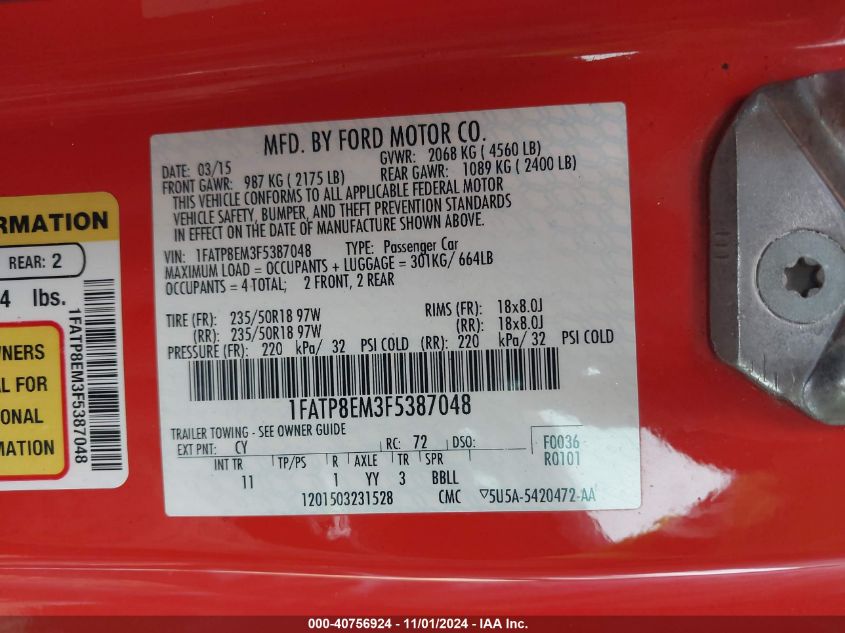 MFD. BY FORD MOTOR CO.
DATE: 03/15 GVWR: 2068 KG ( 4560 LB)
FRONT GAWR: 987 KG ( 2175 LB) REAR GAWR: 1089 KG ( 2400 LB)
THIS VEHICLE CONFORMS TO ALL APPLICABLE FEDERAL MOTOR
VEHICLE SAFETY, BUMPER, AND THEFT PREVENTION STANDARDS
IN EFFECT ON THE DATE OF MANUFACTURE SHOWN ABOVE.
VIN: 1FATP8EM3F5387048 TYPE: Passenger Car
MAXIMUM LOAD = OCCUPANTS + LUGGAGE = 301KG/ 664LB
OCCUPANTS = 4 TOTAL; 2 FRONT, 2 REAR
TIRE (FR): 235/50R18 97W RIMS (FR): 18x8.0J
(RR): 235/50R18 97W (RR): 18x8.0J
PRESSURE (FR): 220 kPa/ 32 PSI COLD (RR): 220 kPa/ 32 PSI COLD
1FATP8EM3F5387048
TRAILER TOWING - SEE OWNER GUIDE
EXT PNT: CY RC: 72 DSO: F0036-
R0101
INT TR TP/PS R AXLE TR SPR
11 1 YY 3 BBLL
1201503231528 CMC ▽5U5A-5420472-AA
RMATION
REAR: 2
4 lbs.
WNERS
AL FOR
TIONAL
MATION
1FATP8EM3F5387048
000-40756924 - 11/01/2024 - IAA Inc.